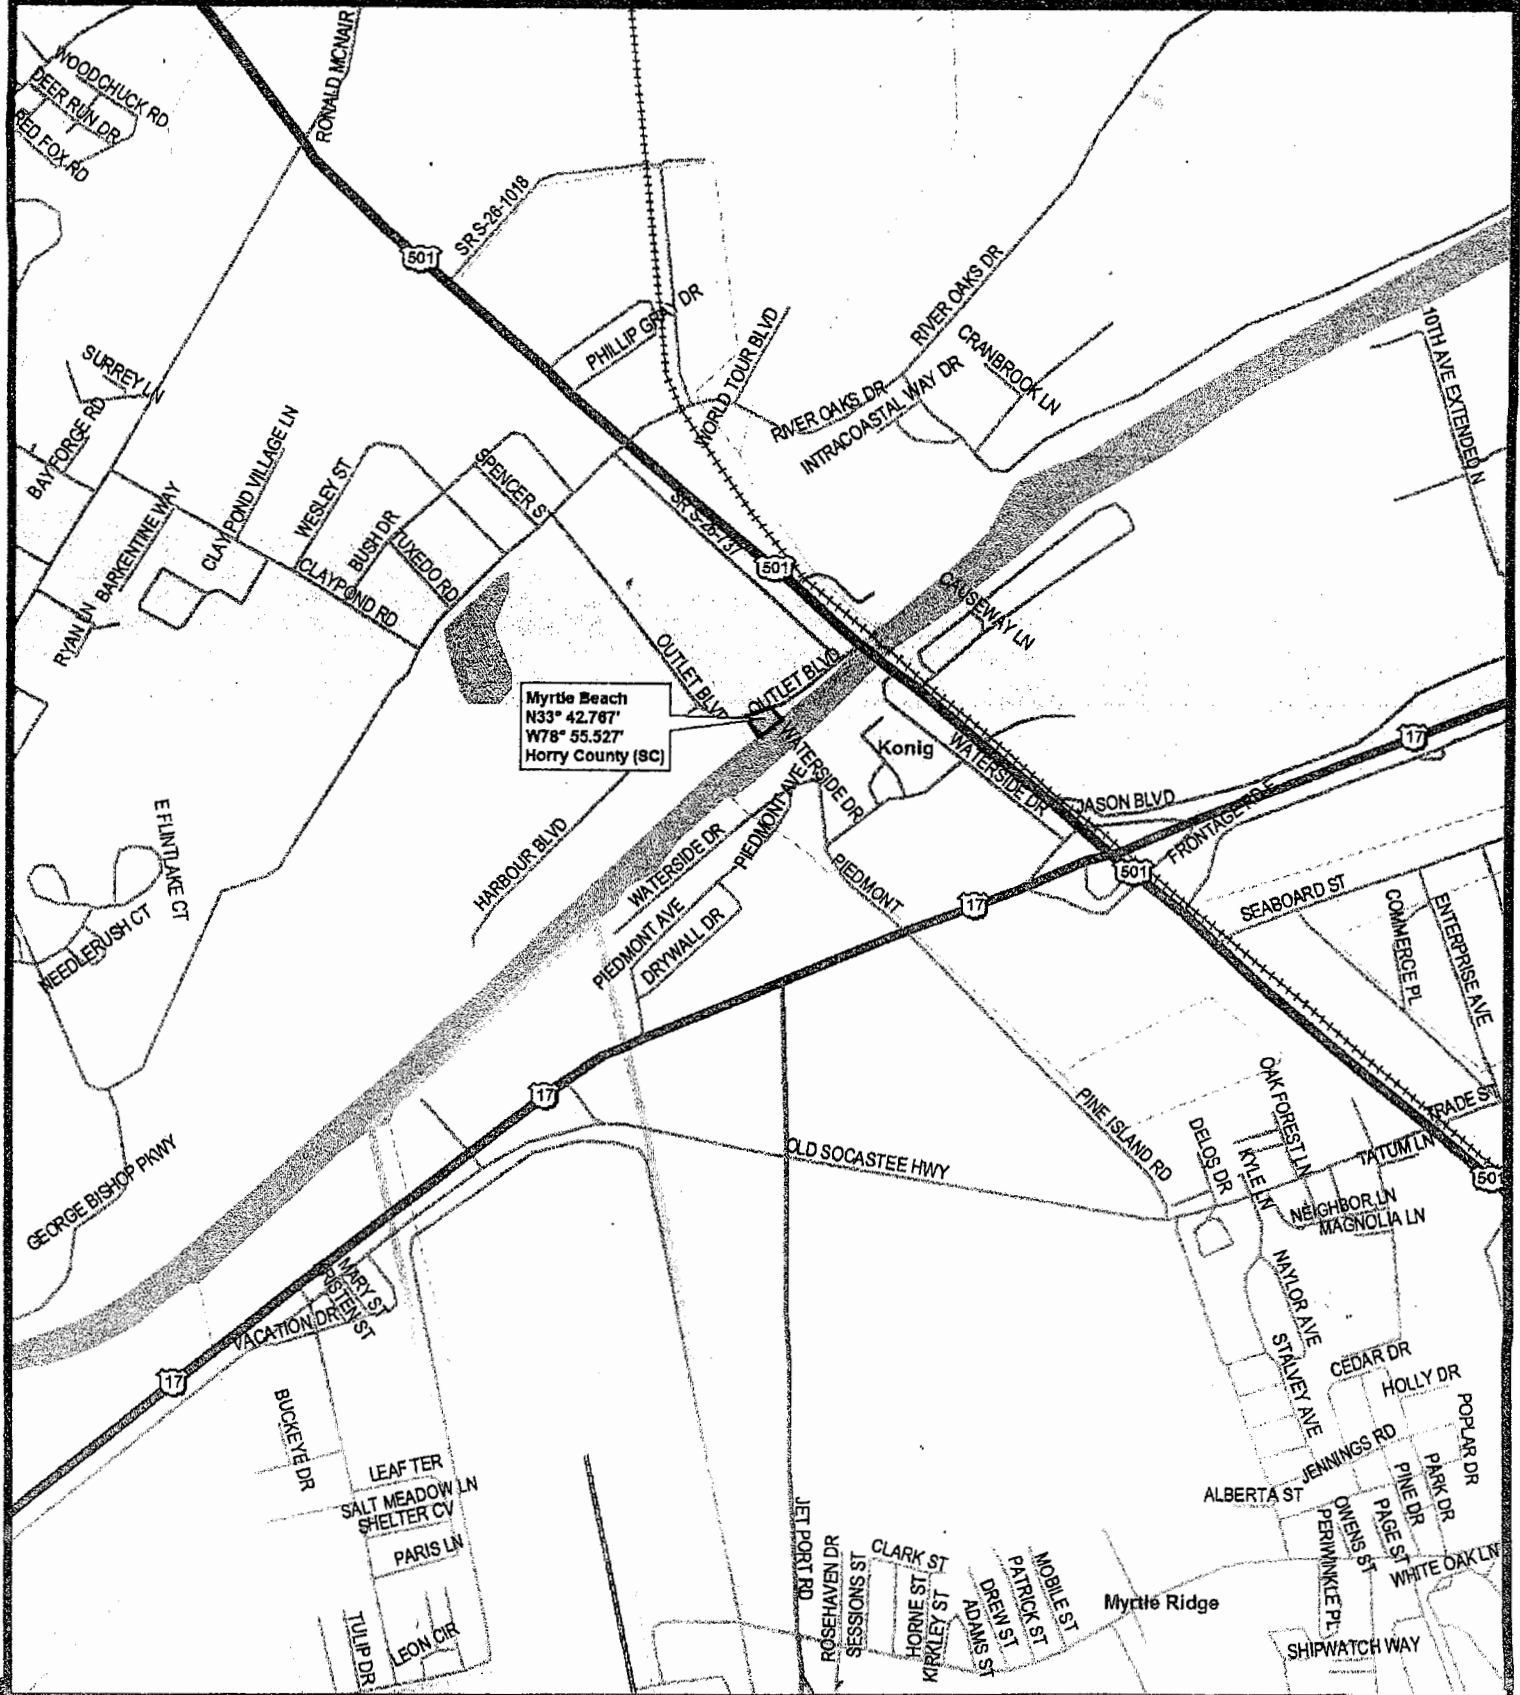 WOODCHUCK RD
DEER RUN DR
RED FOX RD
RONALD MCNAIR
501
SR S-26-1018
PHILLIP GRAY DR
WORLD TOUR BLVD
RIVER OAKS DR
CRANBROOK LN
RIVER OAKS DR
INTRACOASTAL WAY DR
10TH AVE EXTENDED N
SURREY LN
BAY FORGE RD
BARKENTINE WAY
CLAY POND VILLAGE LN
WESLEY ST
BUSH DR
TUXEDO RD
SPENCER ST
CLAYPOND RD
RYAN LN
SR S-26-737
501
CAUSEWAY LN
OUTLET BLVD
OUTLET BLVD
Myrtle Beach
N33° 42.767'
W78° 55.527'
Horry County (SC)
WATERSIDE DR
Konig
WATERSIDE DR
17
JASON BLVD
FRONTAGE RD E
E FLINTLAKE CT
NEEDLERUSH CT
HARBOUR BLVD
WATERSIDE DR
PIEDMONT AVE
PIEDMONT AVE
DRYWALL DR
PIEDMONT
501
17
SEABOARD ST
COMMERCE PL
ENTERPRISE AVE
17
GEORGE BISHOP PKWY
OLD SOCASTEE HWY
PINE ISLAND RD
DELOS DR
KYLE LN
OAK FOREST LN
TRADE ST
TATUM LN
501
NEIGHBOR LN
MAGNOLIA LN
MARY ST
RISTEN ST
VACATION DR
17
NAYLOR AVE
STALVEY AVE
CEDAR DR
HOLLY DR
POPLAR DR
JENNINGS RD
BUCKEYE DR
LEAF TER
SALT MEADOW LN
SHELTER CV
PARIS LN
TULIP DR
LEON CIR
JET PORT RD
ROSEHAVEN DR
SESSIONS ST
CLARK ST
HORNE ST
KIRKLEY ST
ADAMS ST
DREW ST
PATRICK ST
MOBILE ST
Myrtle Ridge
ALBERTA ST
PERIWINKLE PL
OWENS ST
PAGE ST
PINE DR
PARK DR
WHITE OAK LN
SHIPWATCH WAY